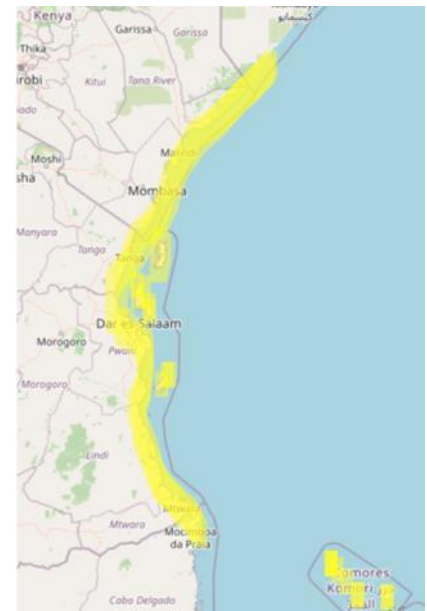 Kenya
Garissa
كيسمايو
Thika
Garissa
irobi
Kitui
Tana River
Malindi
Moshi
sha
Mombasa
Manyara
Tanga
Tanga
Dar es Salaam
Morogoro
Pwani
Morogoro
Lindi
Mtwara
Mtwara
Mocimboa
da Praia
Comores
Komori
Cabo Delgado